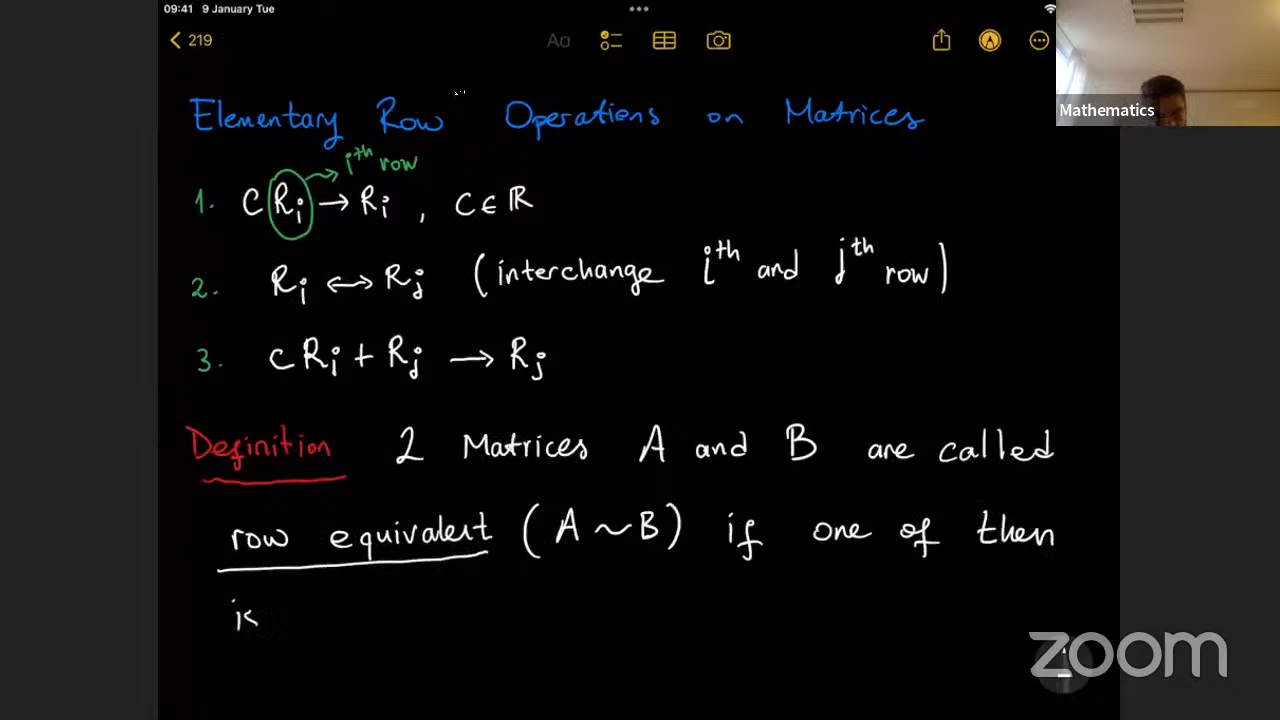 09:41 9 January Tue
219
Aa
Mathematics
Elementary Row Operations on Matrices
iᵗʰ row
1. C Rᵢ → Rᵢ , C ∈ ℝ
2. Rᵢ ↔ Rⱼ (interchange iᵗʰ and jᵗʰ row)
3. C Rᵢ + Rⱼ → Rⱼ
Definition 2 Matrices A and B are called
row equivalent (A ~ B) if one of then
is
zoom